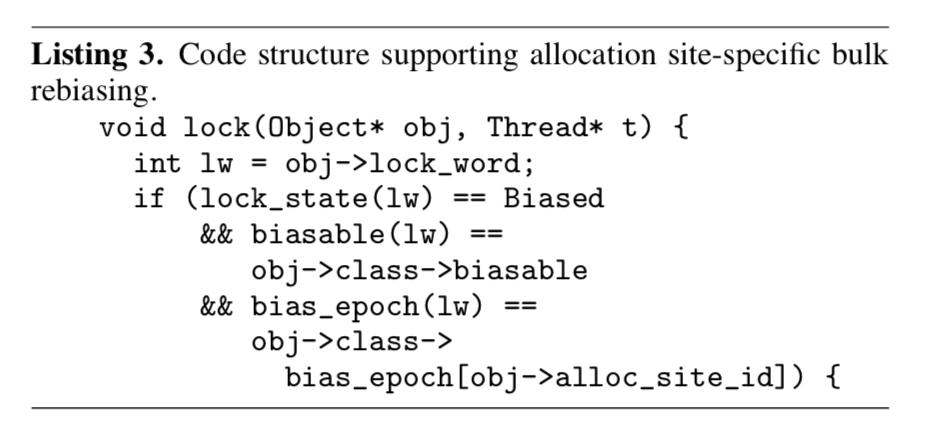 Listing 3. Code structure supporting allocation site-specific bulk
rebiasing.
void lock(Object* obj, Thread* t) {
  int lw = obj->lock_word;
  if (lock_state(lw) == Biased
      && biasable(lw) ==
         obj->class->biasable
      && bias_epoch(lw) ==
         obj->class->
           bias_epoch[obj->alloc_site_id]) {